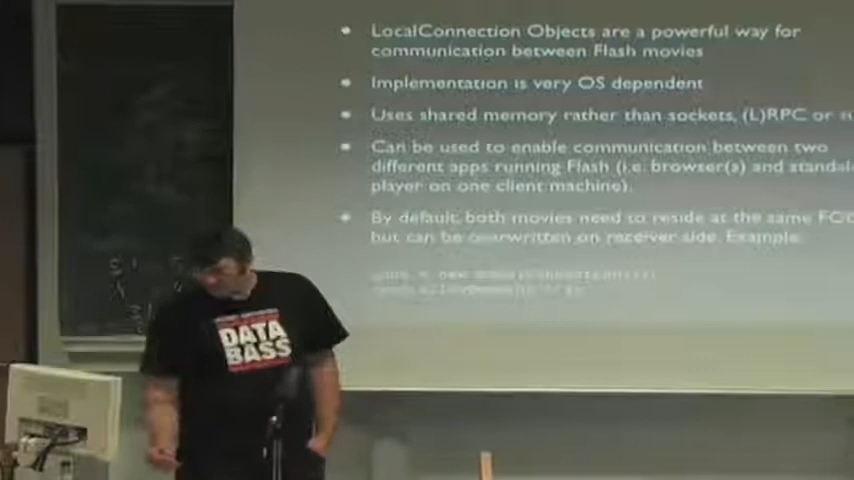 LocalConnection Objects are a powerful way for
communication between Flash movies
Implementation is very OS dependent
Uses shared memory rather than sockets, (L)RPC or
Can be used to enable communication between two
different apps running Flash (i.e. browser(s) and
player on one client machine).
By default both movies need to reside at the same
but can be overwritten on receiver side. Example:
= new
DATA
BASS